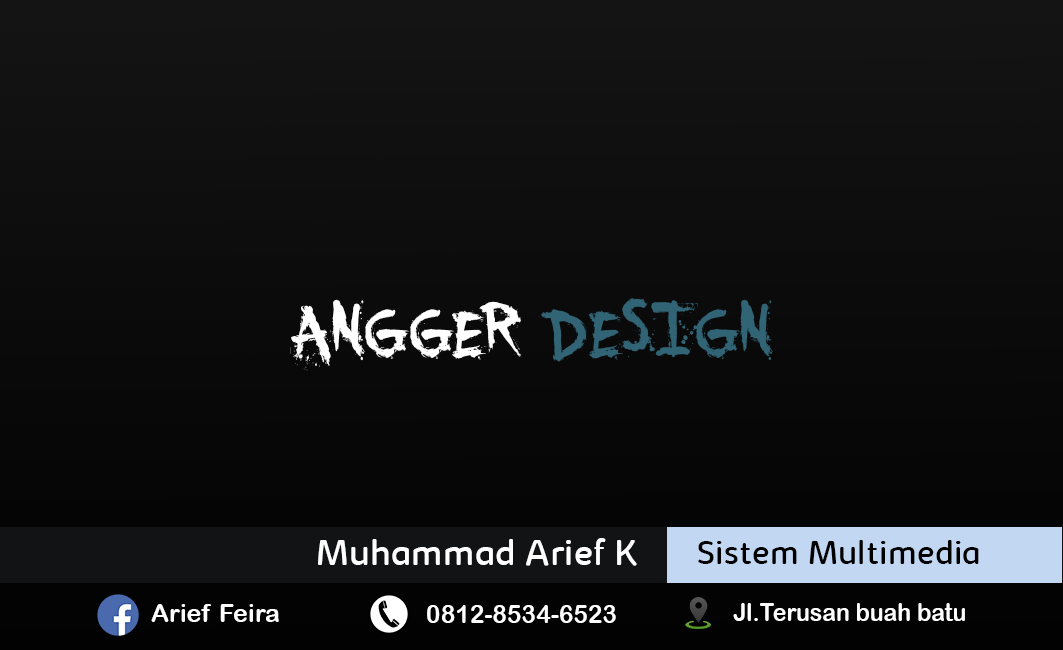 ANGGER DESIGN
Muhammad Arief K Sistem Multimedia
Arief Feira 0812-8534-6523 Jl.Terusan buah batu